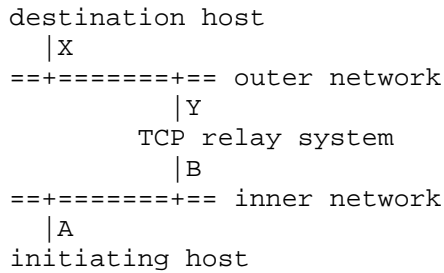 destination host
|X
==+=======+== outer network
|Y
TCP relay system
|B
==+=======+== inner network
|A
initiating host